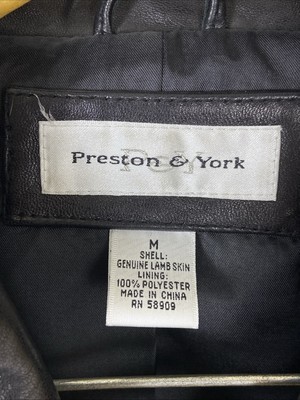 Preston & York
M
SHELL:
GENUINE LAMB SKIN
LINING:
100% POLYESTER
MADE IN CHINA
RN 58909